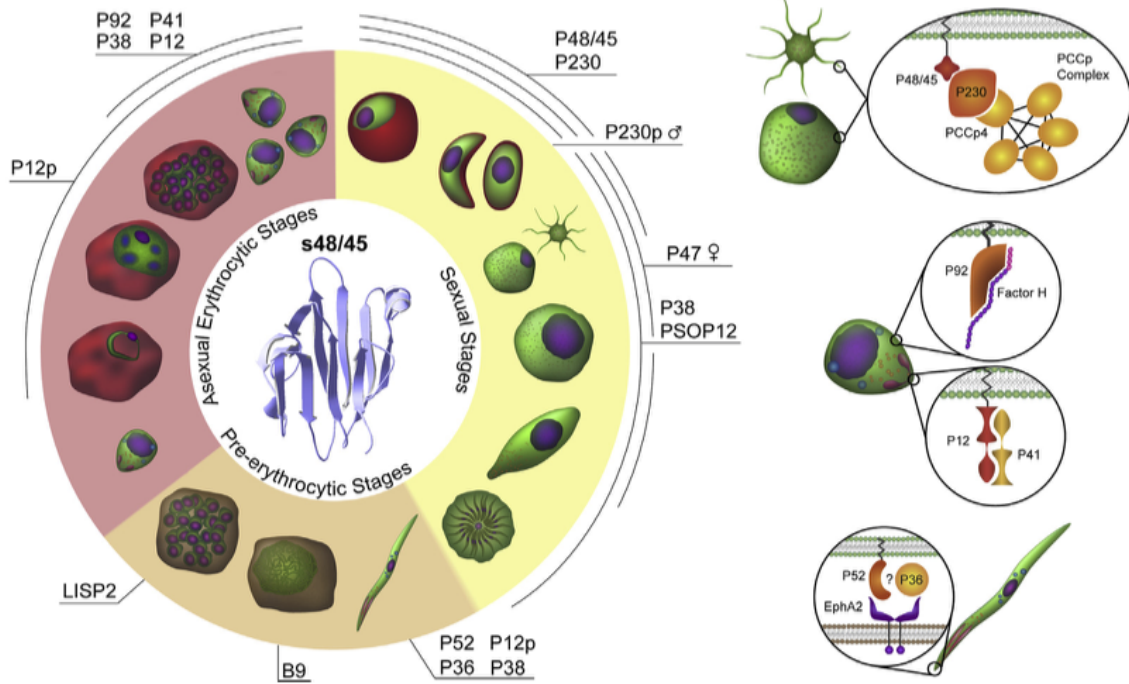 P92 P41
P38 P12
P48/45
P230
P230p ♂
P12p
P47 ♀
P38
PSOP12
Asexual Erythrocytic Stages
s48/45
Sexual Stages
Pre-erythrocytic Stages
LISP2
B9
P52 P12p
P36 P38
P48/45
P230
PCCp
Complex
PCCp4
P92
Factor H
P12
P41
P52
?
P36
EphA2